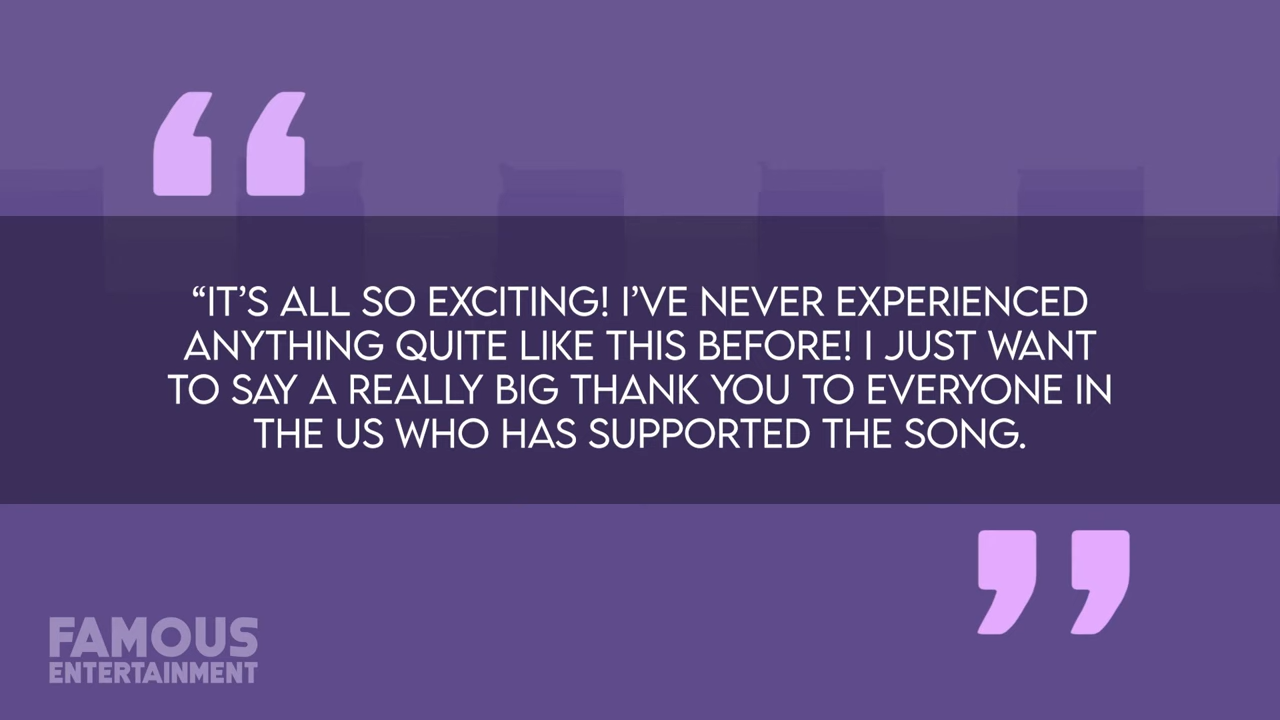 “IT’S ALL SO EXCITING! I’VE NEVER EXPERIENCED
ANYTHING QUITE LIKE THIS BEFORE! I JUST WANT
TO SAY A REALLY BIG THANK YOU TO EVERYONE IN
THE US WHO HAS SUPPORTED THE SONG.
FAMOUS
ENTERTAINMENT